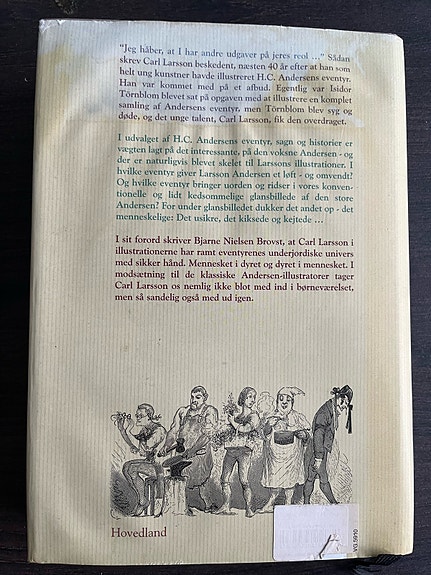 "Jeg håber, at I har andre udgaver på jeres reol ..." Sådan
skrev Carl Larsson beskedent, næsten 40 år efter at han som
helt ung kunstner havde illustreret H.C. Andersens eventyr.
Han var kommet med på et afbud. Egentlig var Isidor
Törnblom blevet sat på opgaven med at illustrere en komplet
samling af Andersens eventyr, men Törnblom blev syg og
døde, og det unge talent, Carl Larsson, fik den overdraget.
I udvalget af H.C. Andersens eventyr, sagn og historier er
vægten lagt på det interessante, på den voksne Andersen - og
der er naturligvis blevet skelet til Larssons illustrationer. I
hvilke eventyr giver Larsson Andersen et løft - og omvendt?
Og hvilke eventyr bringer uorden og ridser i vores konven-
tionelle og lidt kedsommelige glansbillede af den store
Andersen? For under glansbilledet dukker det andet op - det
menneskelige: Det usikre, det kiksede og kejtede ...
I sit forord skriver Bjarne Nielsen Brovst, at Carl Larsson i
illustrationerne har ramt eventyrenes underjordiske univers
med sikker hånd. Mennesket i dyret og dyret i mennesket. I
modsætning til de klassiske Andersen-illustratorer tager
Carl Larsson os nemlig ikke blot med ind i børneværelset,
men så sandelig også med ud igen.
Hovedland